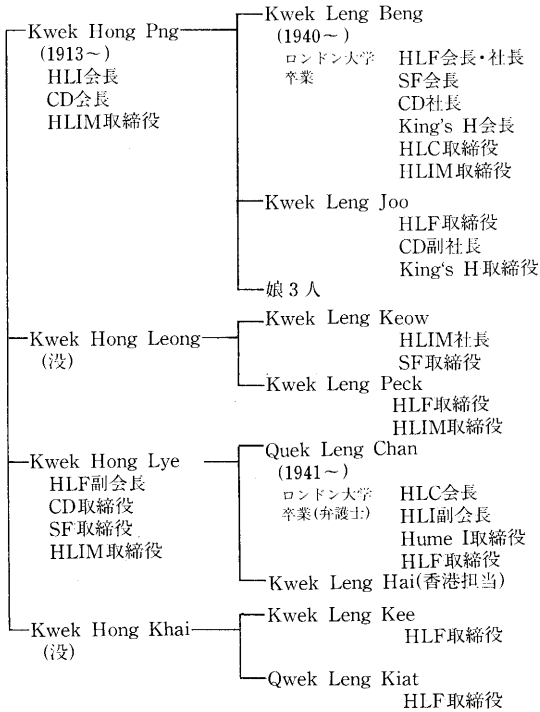 Kwek Hong Png
(1913～)
HLI会長
CD会長
HLIM取締役
Kwek Leng Beng
(1940～)
ロンドン大学
卒業
HLF会長・社長
SF会長
CD社長
King's H会長
HLC取締役
HLIM取締役
Kwek Leng Joo
HLF取締役
CD副社長
King‘s H取締役
娘3人
Kwek Hong Leong
(没)
Kwek Leng Keow
HLIM社長
SF取締役
Kwek Leng Peck
HLF取締役
HLIM取締役
Kwek Hong Lye
HLF副会長
CD取締役
SF取締役
HLIM取締役
Quek Leng Chan
(1941～)
ロンドン大学
卒業(弁護士)
HLC会長
HLI副会長
Hume I取締役
HLF取締役
Kwek Leng Hai(香港担当)
Kwek Hong Khai
(没)
Kwek Leng Kee
HLF取締役
Qwek Leng Kiat
HLF取締役